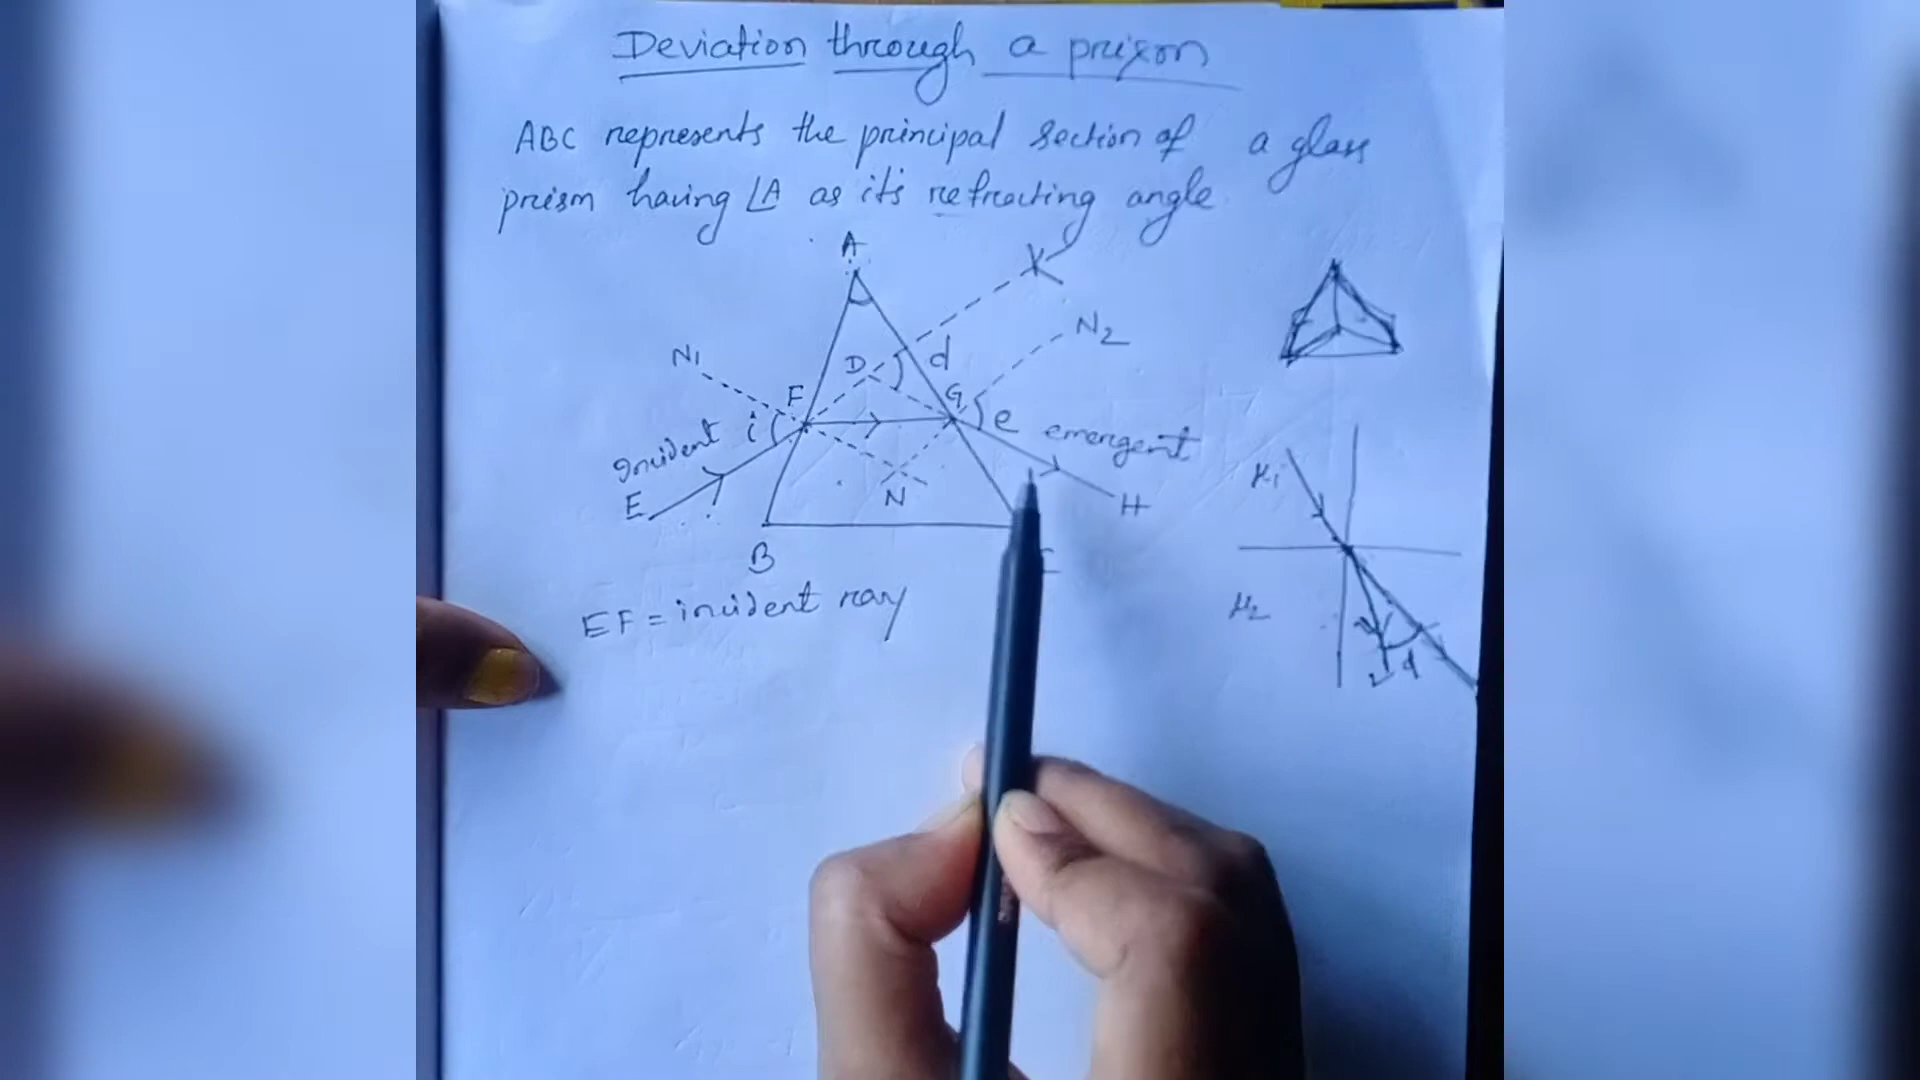 Deviation through a prism
ABC represents the principal section of a glass
prism having ∠A as its refracting angle
A
K
N1
D
d
N2
F
G
Incident i
e emergent
E
N
H
B
EF = incident ray
μ1
μ2
d